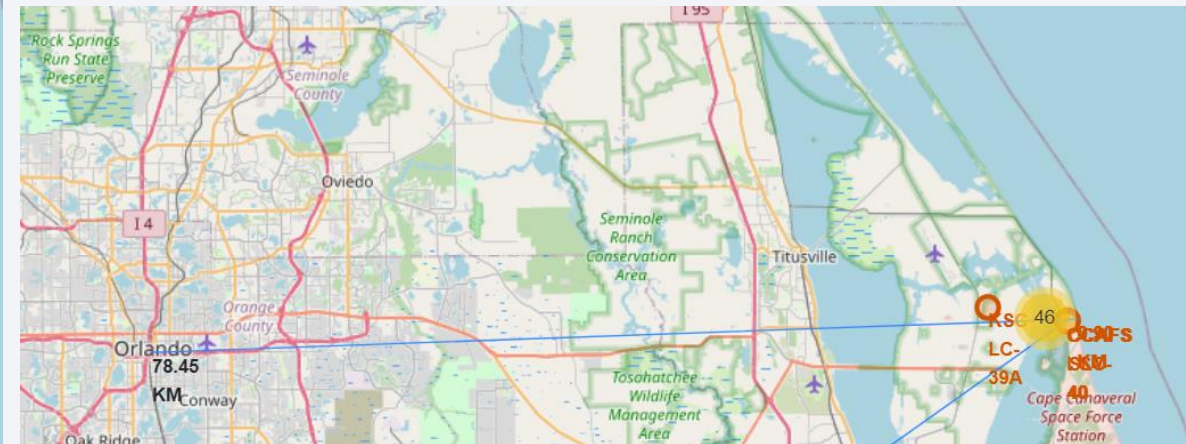 I 95
Rock Springs
Run State
Preserve
Seminole
County
Oviedo
I 4
Seminole
Ranch
Conservation
Area
Titusville
Orange
County
46
KSC
LC-
39A
Orlando
78.45
KM
Conway
Tosohatchee
Wildlife
Management
Area
Cape Canaveral
Space Force
Station
Oak Ridge